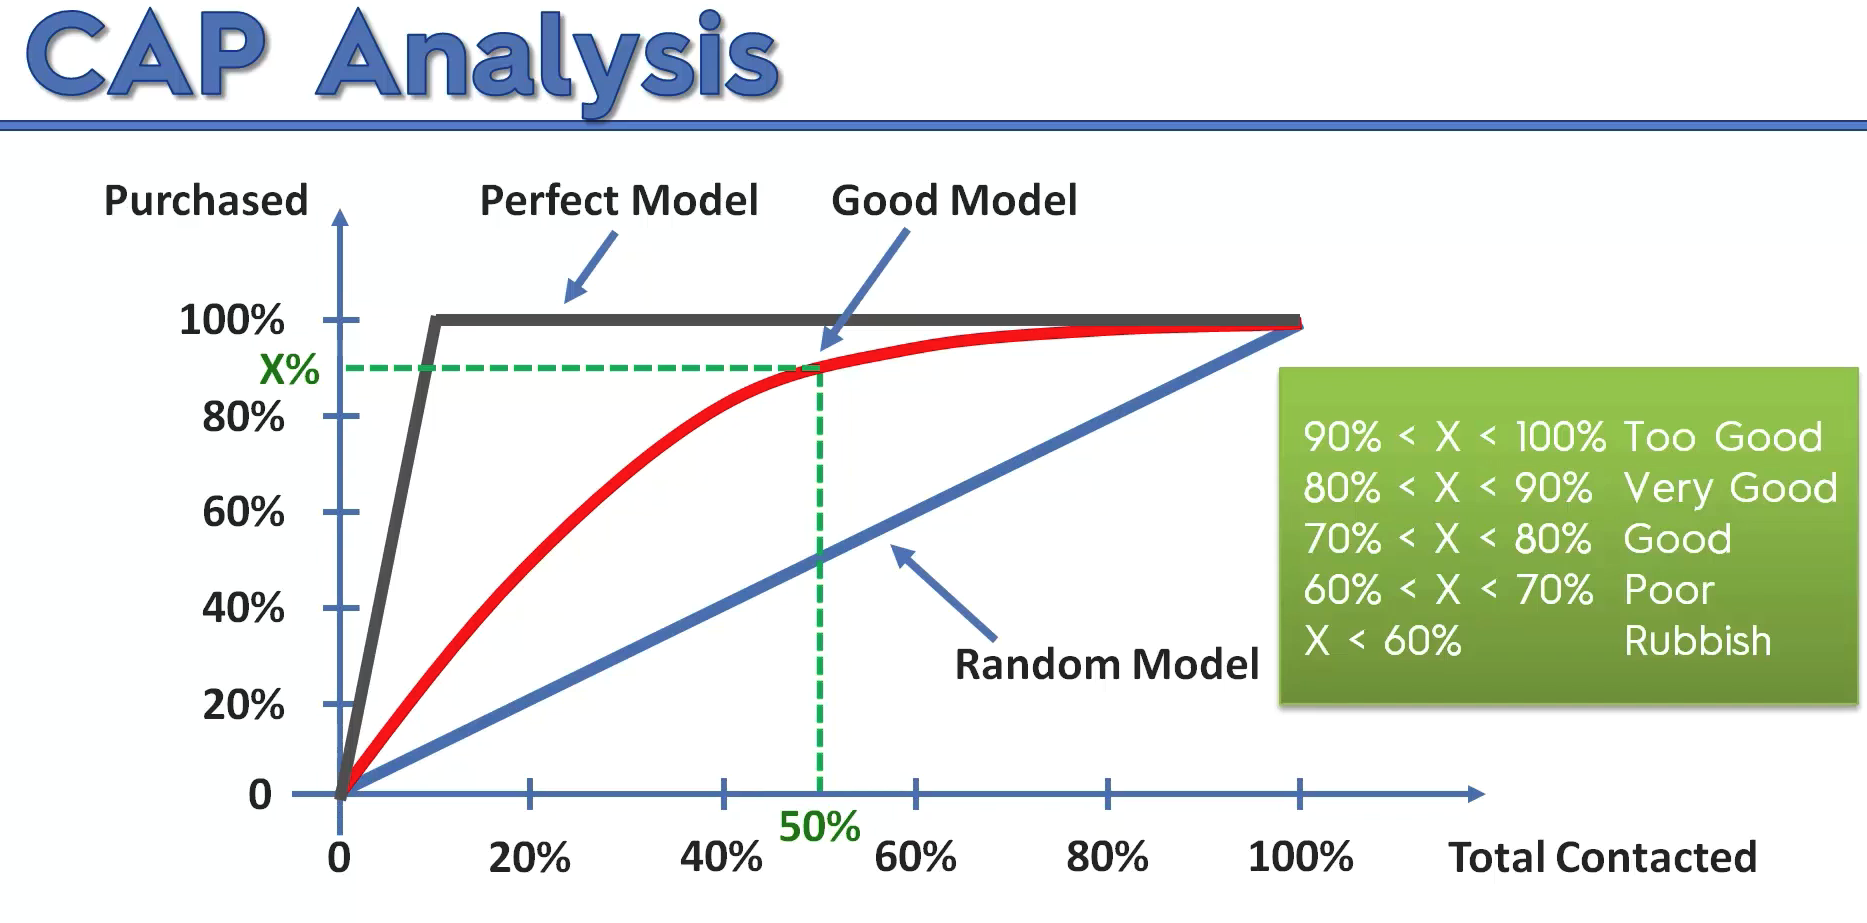 CAP Analysis
Purchased
Perfect Model
Good Model
100%
X%
80%
60%
40%
20%
0
90% < X < 100% Too Good
80% < X < 90% Very Good
70% < X < 80% Good
60% < X < 70% Poor
X < 60% Rubbish
Random Model
50%
0 20% 40% 60% 80% 100% Total Contacted